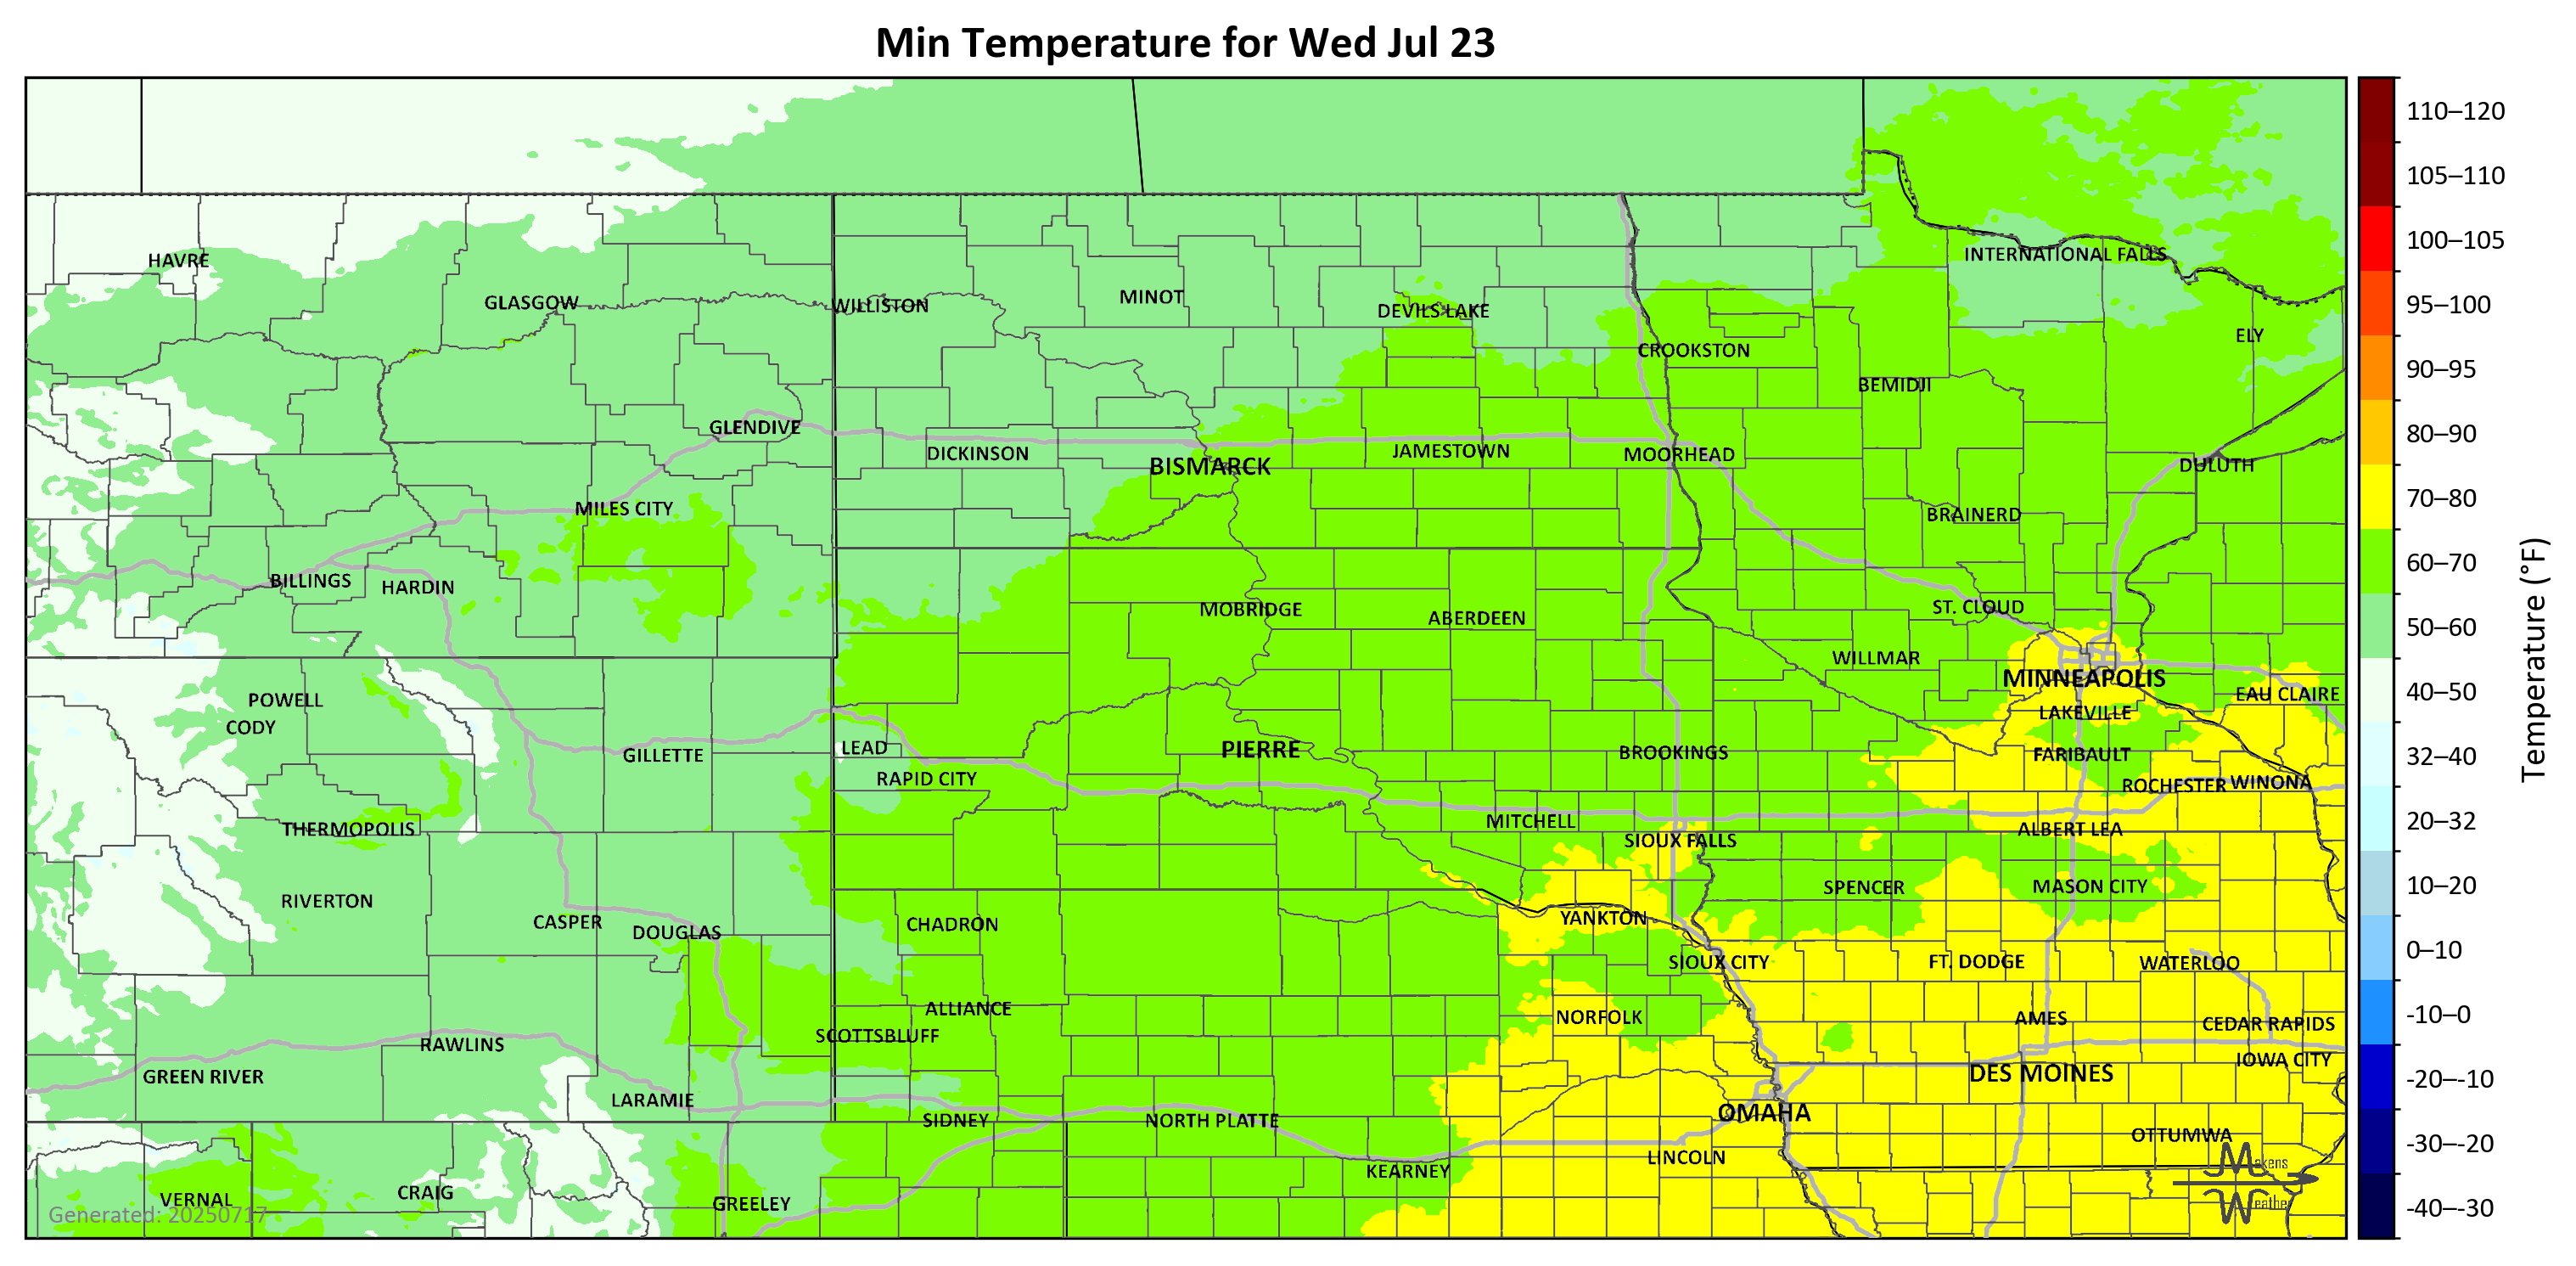 Min Temperature for Wed Jul 23
110–120
105–110
100–105
95–100
90–95
80–90
70–80
60–70
50–60
40–50
32–40
20–32
10–20
0–10
-10–0
-20–-10
-30–-20
-40–-30
Temperature (°F)
HAVRE
GLASGOW
WILLISTON
MINOT
DEVILS LAKE
INTERNATIONAL FALLS
ELY
CROOKSTON
BEMIDJI
GLENDIVE
DICKINSON
BISMARCK
JAMESTOWN
MOORHEAD
DULUTH
MILES CITY
BRAINERD
BILLINGS
HARDIN
MOBRIDGE
ABERDEEN
ST. CLOUD
WILLMAR
MINNEAPOLIS
EAU CLAIRE
POWELL
CODY
LAKEVILLE
GILLETTE
LEAD
PIERRE
BROOKINGS
FARIBAULT
RAPID CITY
ROCHESTER
WINONA
THERMOPOLIS
MITCHELL
ALBERT LEA
SIOUX FALLS
SPENCER
MASON CITY
RIVERTON
CASPER
DOUGLAS
CHADRON
YANKTON
SIOUX CITY
FT. DODGE
WATERLOO
ALLIANCE
NORFOLK
AMES
CEDAR RAPIDS
SCOTTSBLUFF
RAWLINS
IOWA CITY
GREEN RIVER
DES MOINES
LARAMIE
SIDNEY
NORTH PLATTE
OMAHA
OTTUMWA
LINCOLN
KEARNEY
VERNAL
CRAIG
GREELEY
Makens
Weather
Generated: 20250717